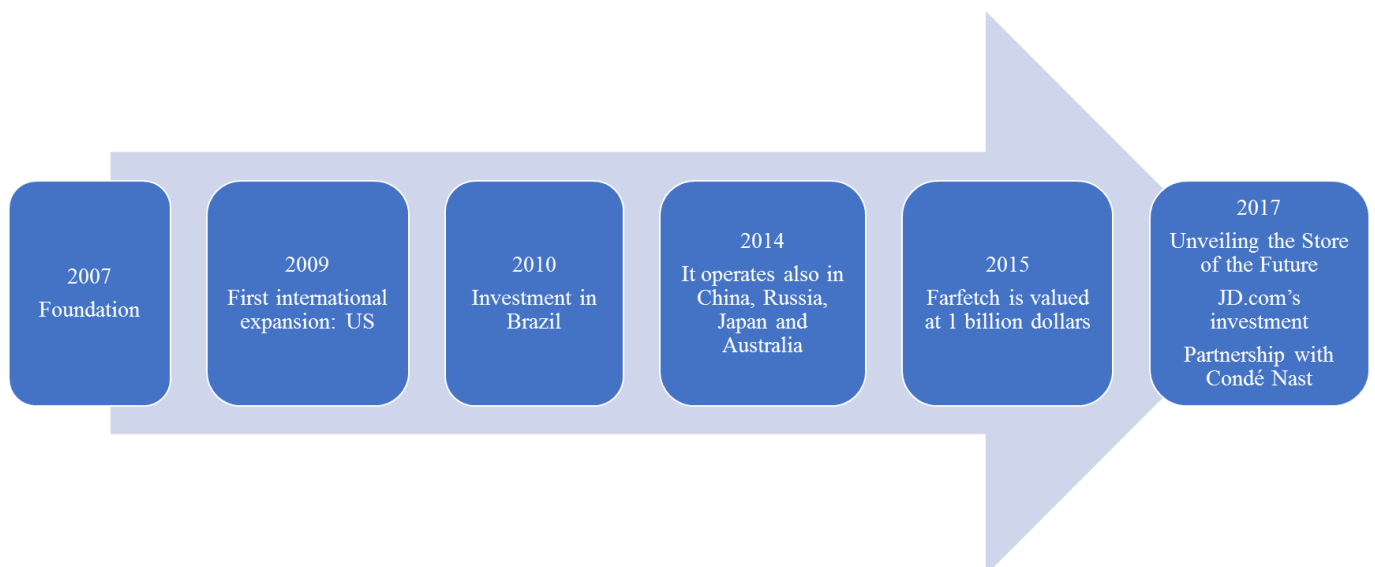 2007
Foundation
2009
First international
expansion: US
2010
Investment in
Brazil
2014
It operates also in
China, Russia,
Japan and
Australia
2015
Farfetch is valued
at 1 billion dollars
2017
Unveiling the Store
of the Future
JD.com’s
investment
Partnership with
Condé Nast